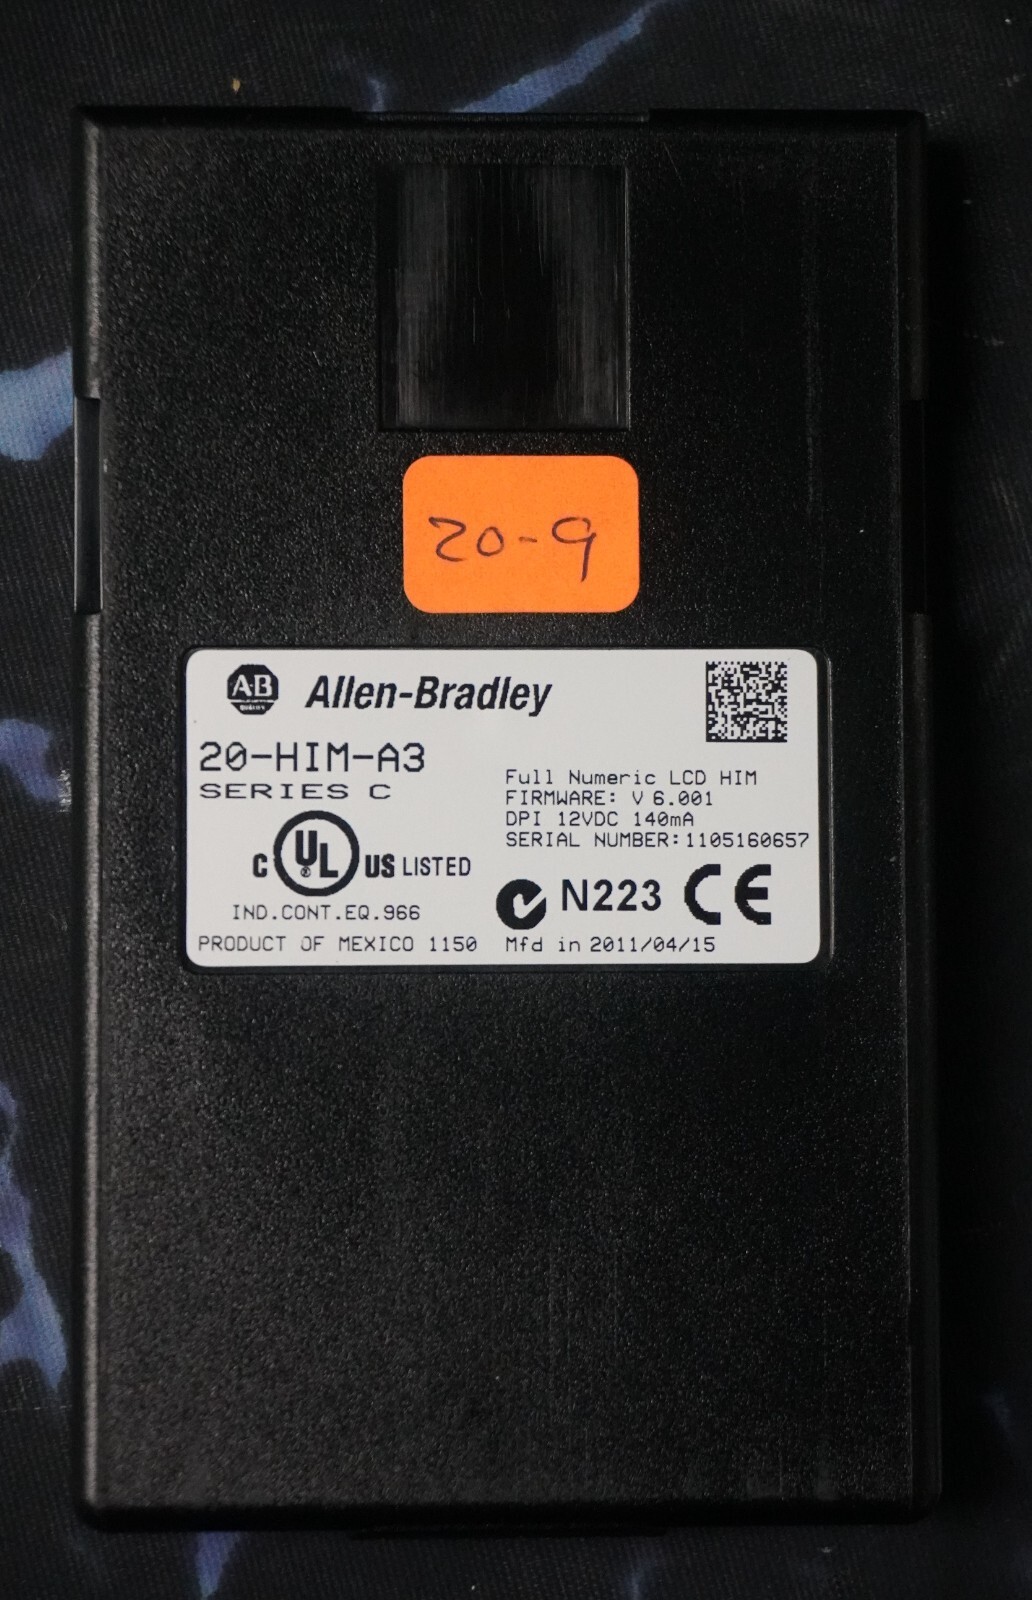 20-9
AB
QUALITY
Allen-Bradley
20-HIM-A3
SERIES C
Full Numeric LCD HIM
FIRMWARE: V 6.001
DPI 12VDC 140mA
SERIAL NUMBER:1105160657
C UL® US LISTED
IND.CONT.EQ.966
N223 CE
PRODUCT OF MEXICO 1150
Mfd in 2011/04/15